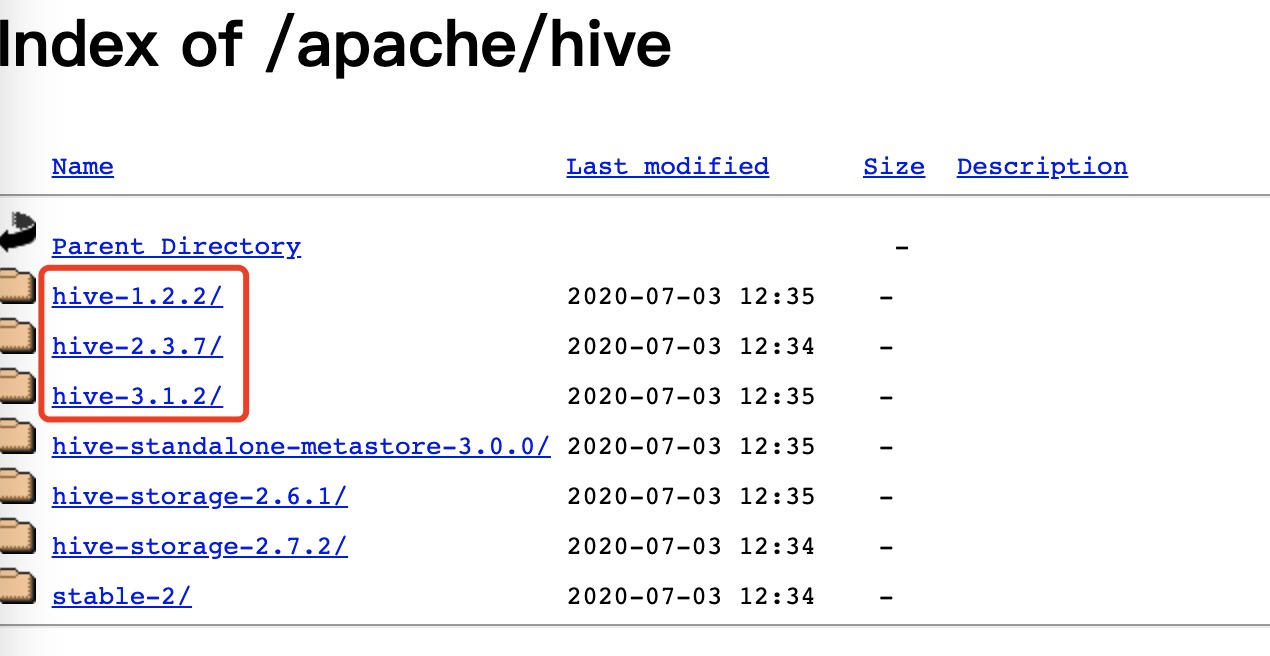 Index of /apache/hive
Name Last modified Size Description
Parent Directory -
hive-1.2.2/ 2020-07-03 12:35 -
hive-2.3.7/ 2020-07-03 12:34 -
hive-3.1.2/ 2020-07-03 12:35 -
hive-standalone-metastore-3.0.0/ 2020-07-03 12:35 -
hive-storage-2.6.1/ 2020-07-03 12:35 -
hive-storage-2.7.2/ 2020-07-03 12:34 -
stable-2/ 2020-07-03 12:34 -